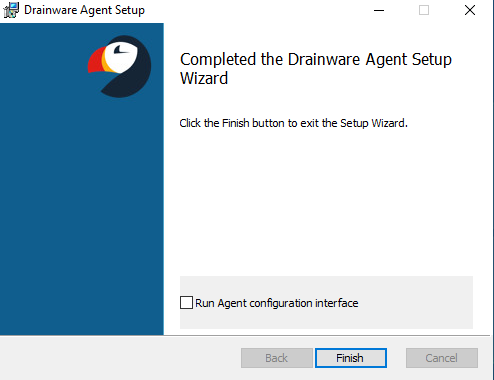 Drainware Agent Setup
Completed the Drainware Agent Setup
Wizard
Click the Finish button to exit the Setup Wizard.
Run Agent configuration interface
Back
Finish
Cancel